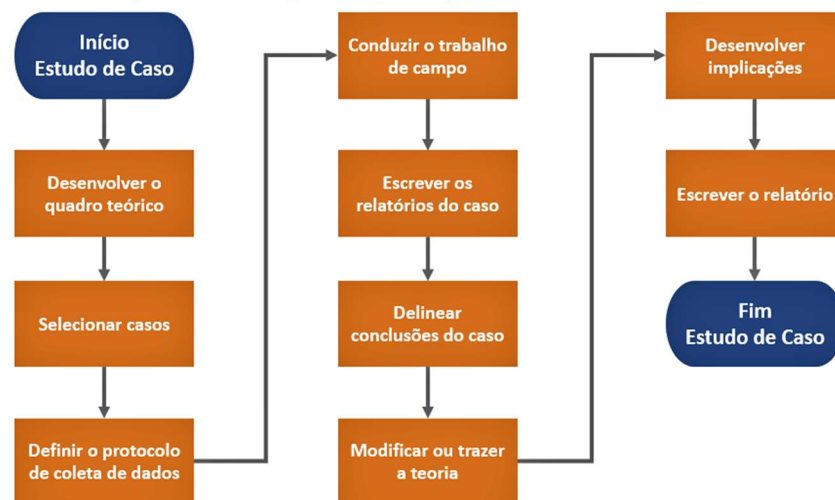 Início
Estudo de Caso
Desenvolver o
quadro teórico
Selecionar casos
Definir o protocolo
de coleta de dados
Conduzir o trabalho
de campo
Escrever os
relatórios do caso
Delinear
conclusões do caso
Modificar ou trazer
a teoria
Desenvolver
implicações
Escrever o relatório
Fim
Estudo de Caso